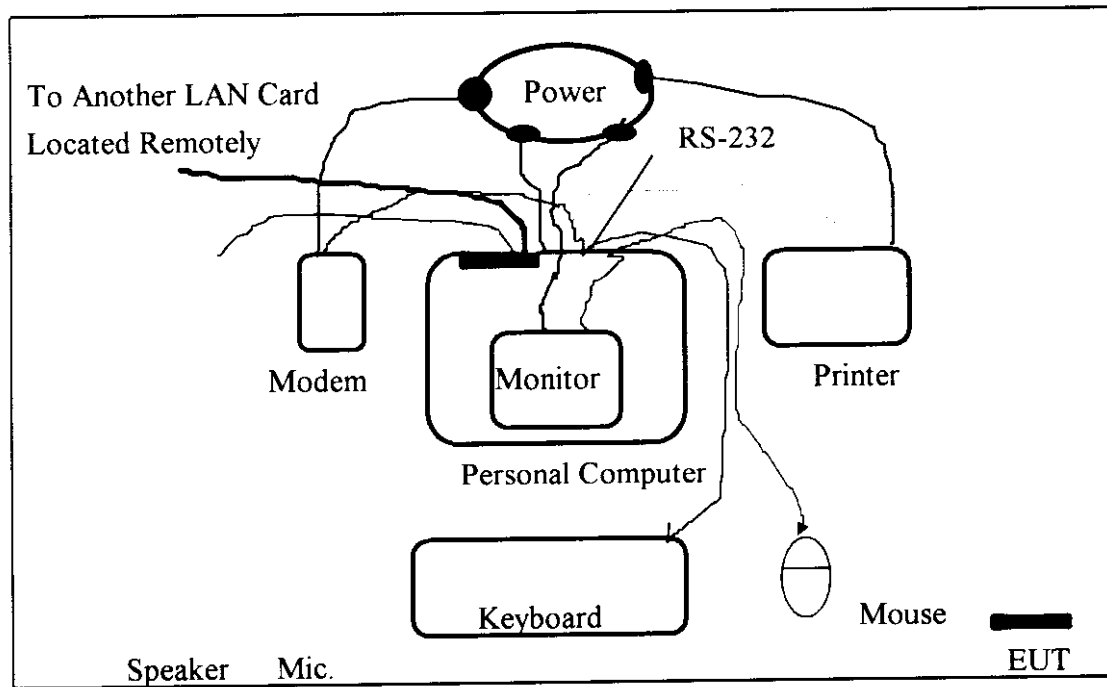 Power
To Another LAN Card
Located Remotely
RS-232
Modem
Monitor
Printer
Personal Computer
Keyboard
Mouse
EUT
Speaker Mic.